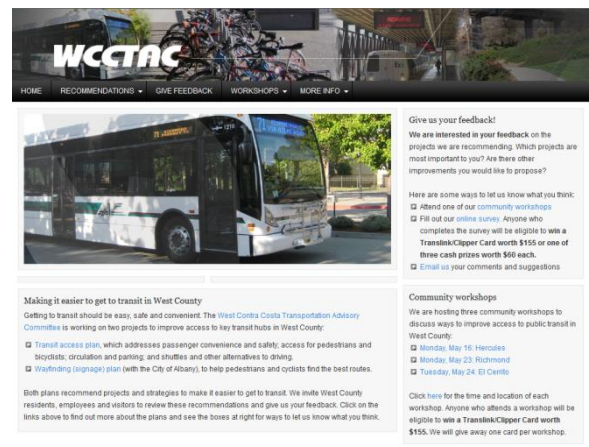 WCCTAC
HOME RECOMMENDATIONS GIVE FEEDBACK WORKSHOPS MORE INFO
Give us your feedback!
We are interested in your feedback on the
projects we are recommending. Which projects are
most important to you? Are there other
improvements you would like to propose?
Here are some ways to let us know what you think:
Attend one of our community workshops
Fill out our online survey. Anyone who
completes the survey will be eligible to win a
Translink/Clipper Card worth $155 or one of
three cash prizes worth $60 each.
Email us your comments and suggestions
Making it easier to get to transit in West County
Getting to transit should be easy, safe and convenient. The West Contra Costa Transportation Advisory
Committee is working on two projects to improve access to key transit hubs in West County:
Transit access plan, which addresses passenger convenience and safety; access for pedestrians and
bicyclists; circulation and parking; and shuttles and other alternatives to driving.
Wayfinding (signage) plan (with the City of Albany), to help pedestrians and cyclists find the best routes.
Both plans recommend projects and strategies to make it easier to get to transit. We invite West County
residents, employees and visitors to review these recommendations and give us your feedback. Click on the
links above to find out more about the plans and see the boxes at right for ways to let us know what you think.
Community workshops
We are hosting three community workshops to
discuss ways to improve access to public transit in
West County:
Monday, May 16: Hercules
Monday, May 23: Richmond
Tuesday, May 24: El Cerrito
Click here for the time and location of each
workshop. Anyone who attends a workshop will be
eligible to win a Translink/Clipper Card worth
$155. We will give away one card per workshop.